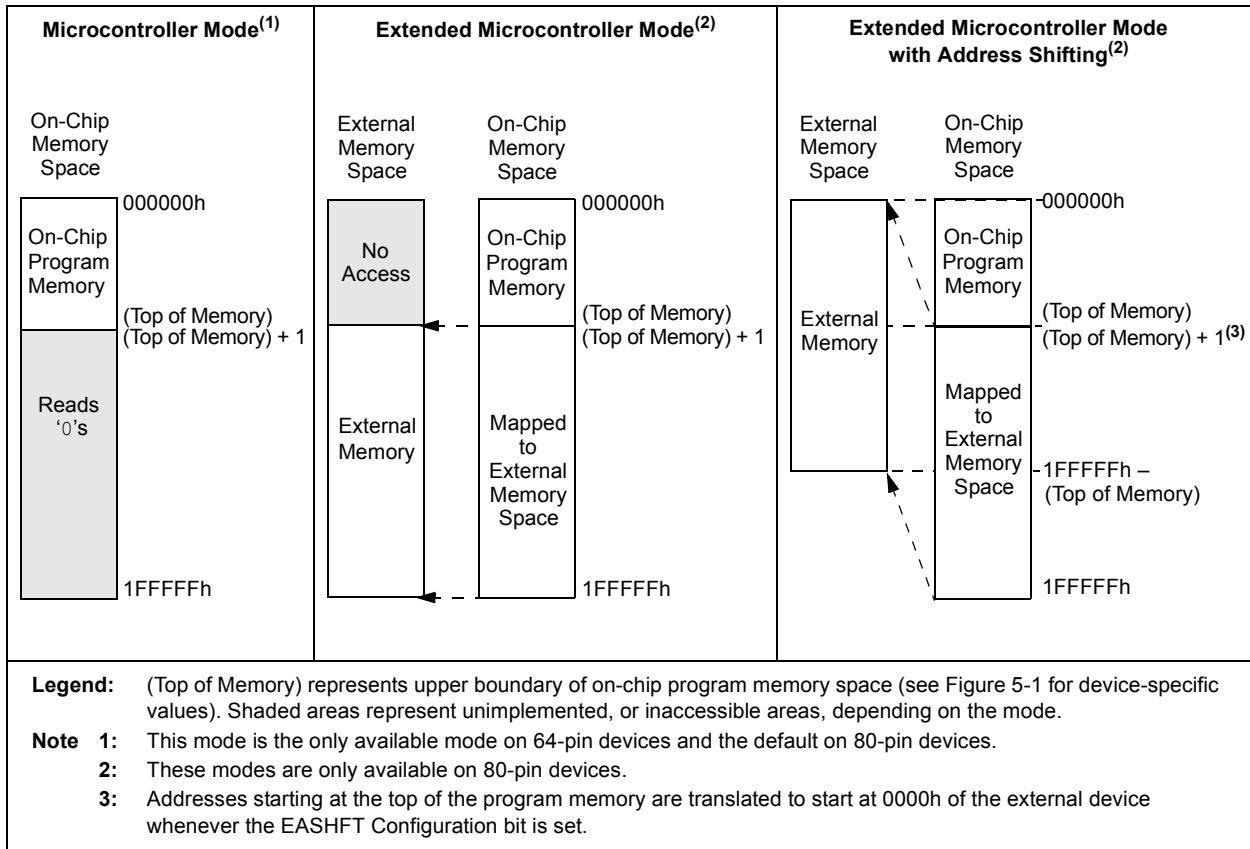 Microcontroller Mode(1)
On-Chip
Memory
Space
000000h
On-Chip
Program
Memory
(Top of Memory)
(Top of Memory) + 1
Reads
'0's
1FFFFFh
Extended Microcontroller Mode(2)
External
Memory
Space
On-Chip
Memory
Space
000000h
No
Access
On-Chip
Program
Memory
(Top of Memory)
(Top of Memory) + 1
External
Memory
Mapped
to
External
Memory
Space
1FFFFFh
Extended Microcontroller Mode
with Address Shifting(2)
External
Memory
Space
On-Chip
Memory
Space
000000h
On-Chip
Program
Memory
(Top of Memory)
(Top of Memory) + 1(3)
External
Memory
Mapped
to
External
Memory
Space
1FFFFFh –
(Top of Memory)
1FFFFFh
Legend: (Top of Memory) represents upper boundary of on-chip program memory space (see Figure 5-1 for device-specific
values). Shaded areas represent unimplemented, or inaccessible areas, depending on the mode.
Note 1: This mode is the only available mode on 64-pin devices and the default on 80-pin devices.
2: These modes are only available on 80-pin devices.
3: Addresses starting at the top of the program memory are translated to start at 0000h of the external device
whenever the EASHFT Configuration bit is set.